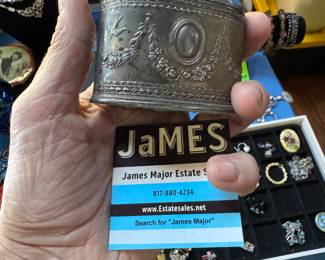 JaMES
James Major Estate S
817-880-4234
www.Estatesales.net
Search for "James Major"